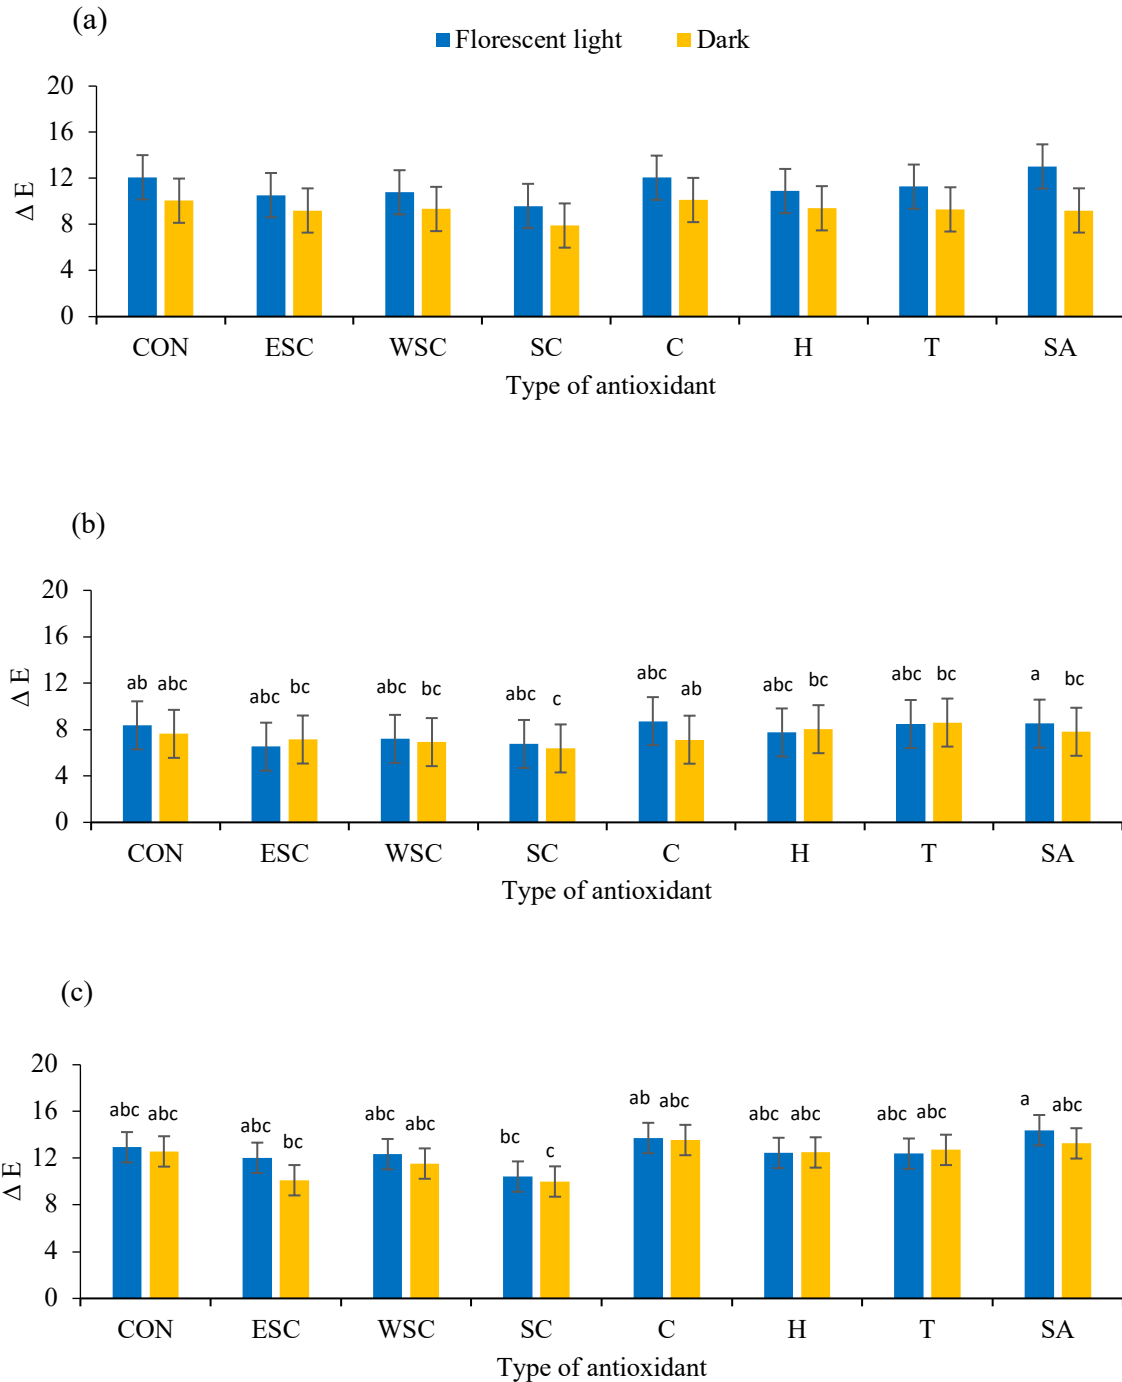 (a)
Florescent light Dark
20
16
12
8
4
0
Δ E
CON ESC WSC SC C H T SA
Type of antioxidant
(b)
20
16
12
8
4
0
Δ E
ab abc abc bc abc bc abc c abc ab abc bc abc bc a bc
CON ESC WSC SC C H T SA
Type of antioxidant
(c)
20
16
12
8
4
0
Δ E
abc abc abc bc abc abc bc c ab abc abc abc abc abc a abc
CON ESC WSC SC C H T SA
Type of antioxidant